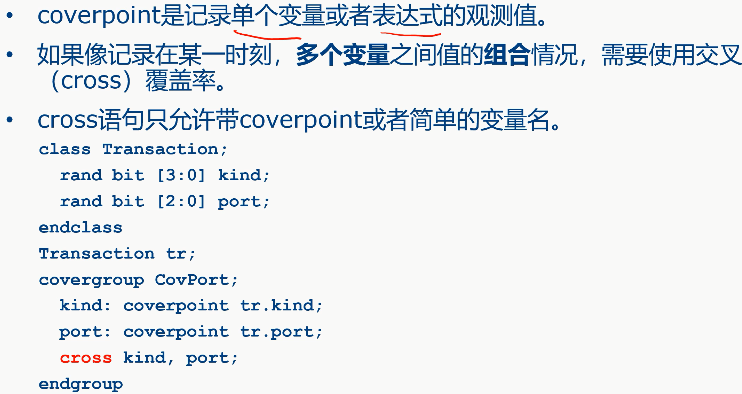 • coverpoint是记录单个变量或者表达式的观测值。
• 如果像记录在某一时刻，多个变量之间值的组合情况，需要使用交叉
（cross）覆盖率。
• cross语句只允许带coverpoint或者简单的变量名。
class Transaction;
rand bit [3:0] kind;
rand bit [2:0] port;
endclass
Transaction tr;
covergroup CovPort;
kind: coverpoint tr.kind;
port: coverpoint tr.port;
cross kind, port;
endgroup